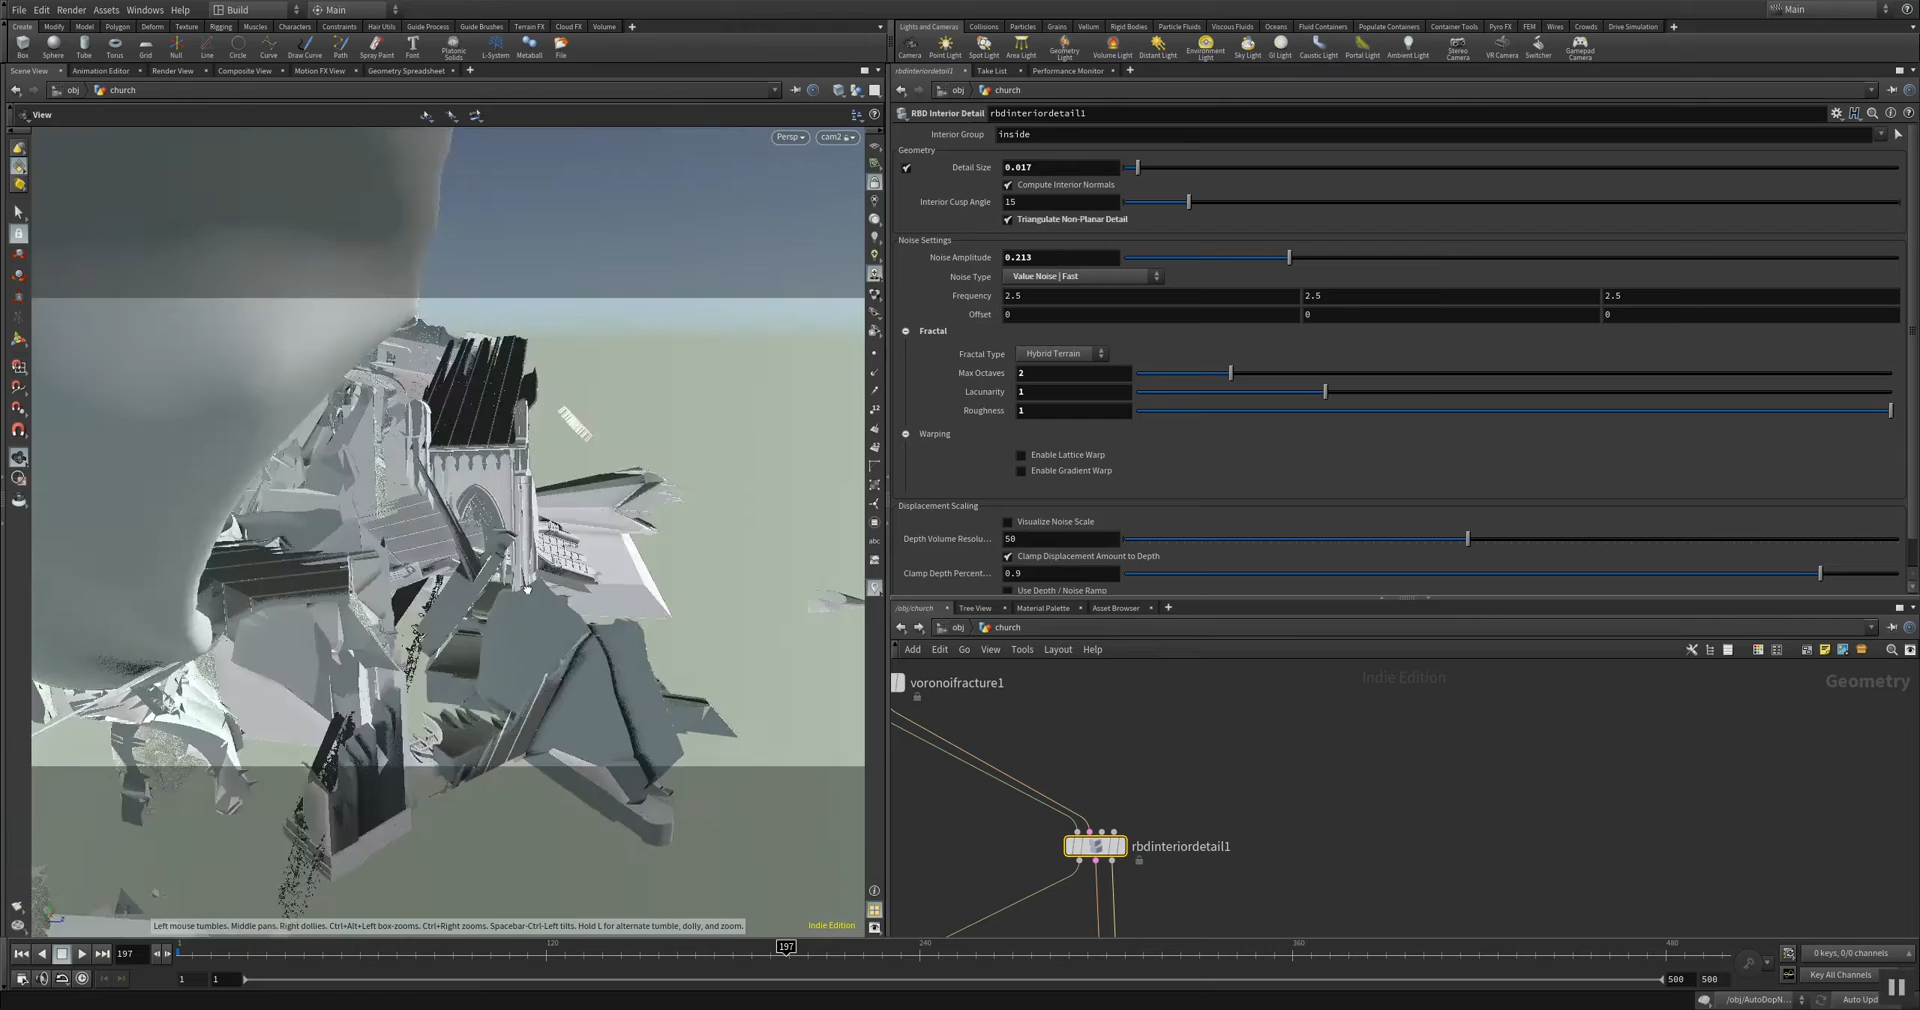 File Edit Render Assets Windows Help Build Main Main
Create Modify Model Polygon Deform Texture Rigging Muscles Characters Constraints Hair Utils Guide Process Guide Brushes Terrain FX Cloud FX Volume
Lights and Cameras Collisions Particles Grains Vellum Rigid Bodies Particle Fluids Viscous Fluids Oceans Fluid Containers Populate Containers Container Tools Pyro FX FEM Wires Crowds Drive Simulation
Box Sphere Tube Torus Grid Null Line Circle Curve Draw Curve Path Spray Paint Font Platonic Solids L-System Metaball File
Camera Point Light Spot Light Area Light Geometry Light Volume Light Distant Light Environment Light Sky Light GI Light Caustic Light Portal Light Ambient Light Stereo Camera VR Camera Switcher Gamepad Camera
Scene View Animation Editor Render View Composite View Motion FX View Geometry Spreadsheet
rbdinteriordetail1 Take List Performance Monitor
obj church
obj church
View
Persp cam2
RBD Interior Detail rbdinteriordetail1
Interior Group inside
Geometry
Detail Size 0.017
Compute Interior Normals
Interior Cusp Angle 15
Triangulate Non-Planar Detail
Noise Settings
Noise Amplitude 0.213
Noise Type Value Noise | Fast
Frequency 2.5 2.5 2.5
Offset 0 0 0
Fractal
Fractal Type Hybrid Terrain
Max Octaves 2
Lacunarity 1
Roughness 1
Warping
Enable Lattice Warp
Enable Gradient Warp
Displacement Scaling
Visualize Noise Scale
Depth Volume Resolu... 50
Clamp Displacement Amount to Depth
Clamp Depth Percent... 0.9
Use Depth / Noise Ramp
/obj/church Tree View Material Palette Asset Browser
obj church
Add Edit Go View Tools Layout Help
Indie Edition
Geometry
voronoifracture1
rbdinteriordetail1
abc
Left mouse tumbles. Middle pans. Right dollies. Ctrl+Alt+Left box-zooms. Ctrl+Right zooms. Spacebar-Ctrl-Left tilts. Hold L for alternate tumble, dolly, and zoom.
Indie Edition
197 1 120 197 240 360 480
0 keys, 0/0 channels
1 1 500 500
Key All Channels
/obj/AutoDopN... Auto Upd